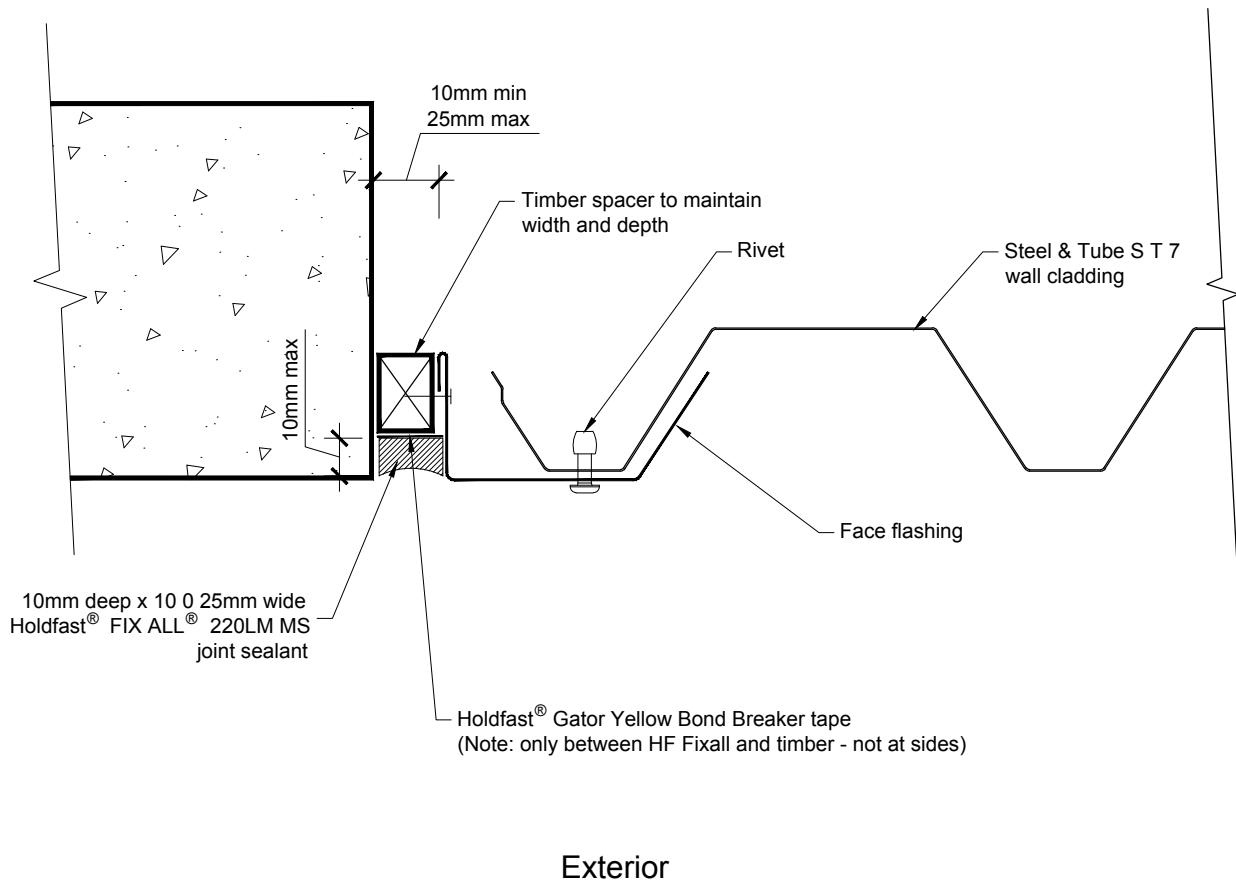 10mm min
25mm max
Timber spacer to maintain
width and depth
Rivet
Steel & Tube S T 7
wall cladding
10mm max
Face flashing
10mm deep x 10 0 25mm wide
Holdfast® FIX ALL® 220LM MS
joint sealant
Holdfast® Gator Yellow Bond Breaker tape
(Note: only between HF Fixall and timber - not at sides)
Exterior